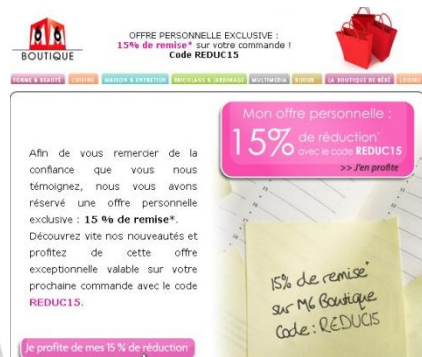 M6
BOUTIQUE
OFFRE PERSONNELLE EXCLUSIVE :
15% de remise* sur votre commande !
Code REDUC15
FORME & BEAUTÉ CUISINE MAISON & ENTRETIEN BRICOLAGE & JARDINAGE MULTIMEDIA BIJOUX LA BOUTIQUE DE BÉBÉ LOISIRS
Mon offre personnelle :
15% de réduction*
avec le code REDUC15
>> J'en profite
Afin de vous remercier de la
confiance que vous nous
témoignez, nous vous avons
réservé une offre personnelle
exclusive : 15 % de remise*.
Découvrez vite nos nouveautés et
profitez de cette offre
exceptionnelle valable sur votre
prochaine commande avec le code
REDUC15.
15% de remise*
sur M6 Boutique
Code : REDUC15
Je profite de mes 15 % de réduction